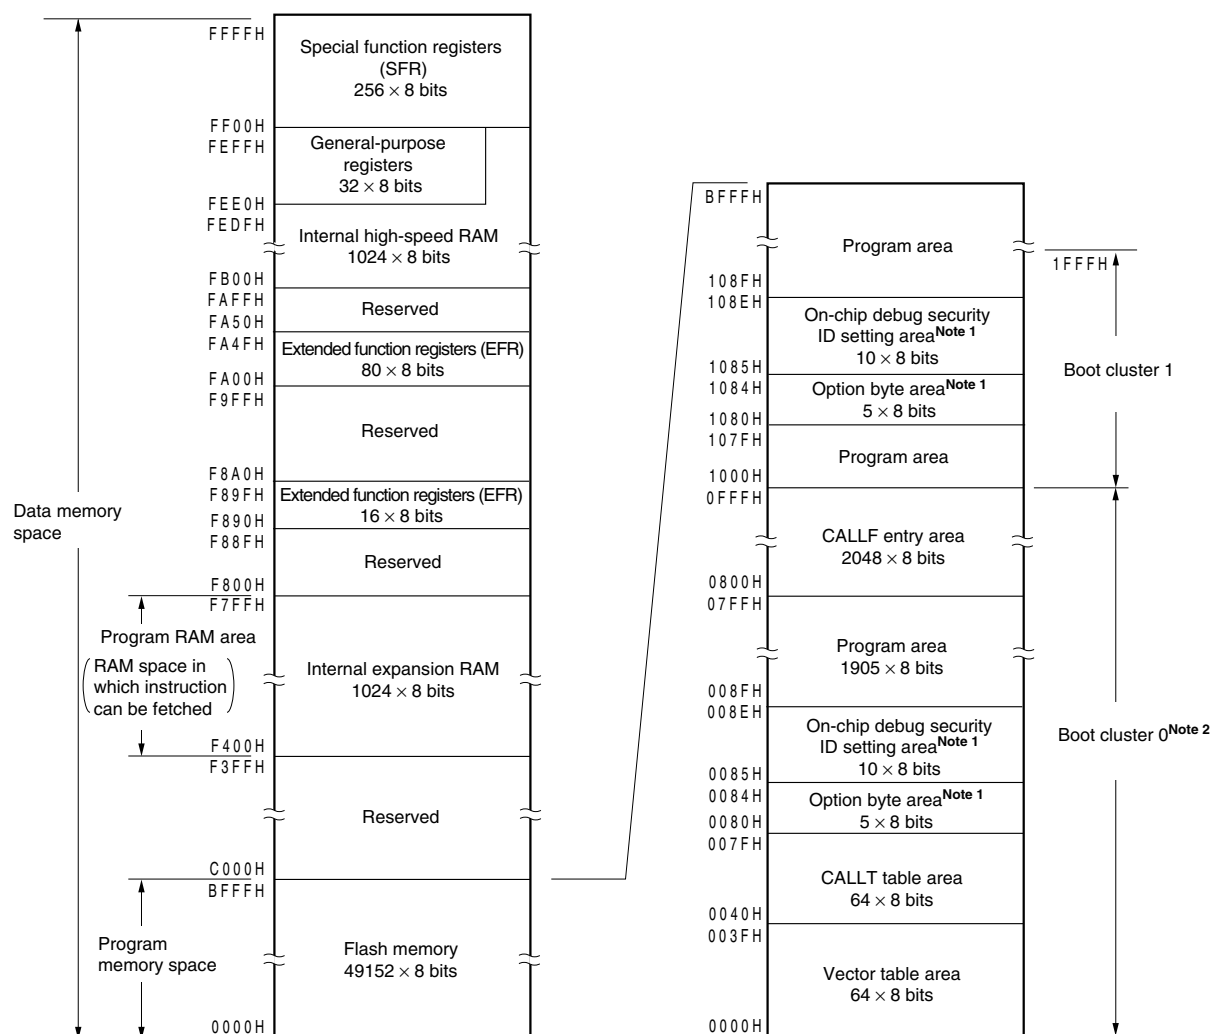 FFFFH
Special function registers
(SFR)
256 × 8 bits
FF00H
FEFFH
General-purpose
registers
32 × 8 bits
FEE0H
FEDFH
Internal high-speed RAM
1024 × 8 bits
FB00H
FAFFH
Reserved
FA50H
FA4FH
Extended function registers (EFR)
80 × 8 bits
FA00H
F9FFH
Reserved
F8A0H
F89FH
Extended function registers (EFR)
16 × 8 bits
F890H
F88FH
Reserved
F800H
F7FFH
Internal expansion RAM
1024 × 8 bits
F400H
F3FFH
Reserved
C000H
BFFFH
Flash memory
49152 × 8 bits
0000H
Data memory
space
Program RAM area
RAM space in
which instruction
can be fetched
Program
memory space
BFFFH
Program area
108FH
108EH
On-chip debug security
ID setting area Note 1
10 × 8 bits
1085H
1084H
Option byte area Note 1
5 × 8 bits
1080H
107FH
Program area
1000H
0FFFH
CALLF entry area
2048 × 8 bits
0800H
07FFH
Program area
1905 × 8 bits
008FH
008EH
On-chip debug security
ID setting area Note 1
10 × 8 bits
0085H
0084H
Option byte area Note 1
5 × 8 bits
0080H
007FH
CALLT table area
64 × 8 bits
0040H
003FH
Vector table area
64 × 8 bits
0000H
1FFFH
Boot cluster 1
Boot cluster 0 Note 2